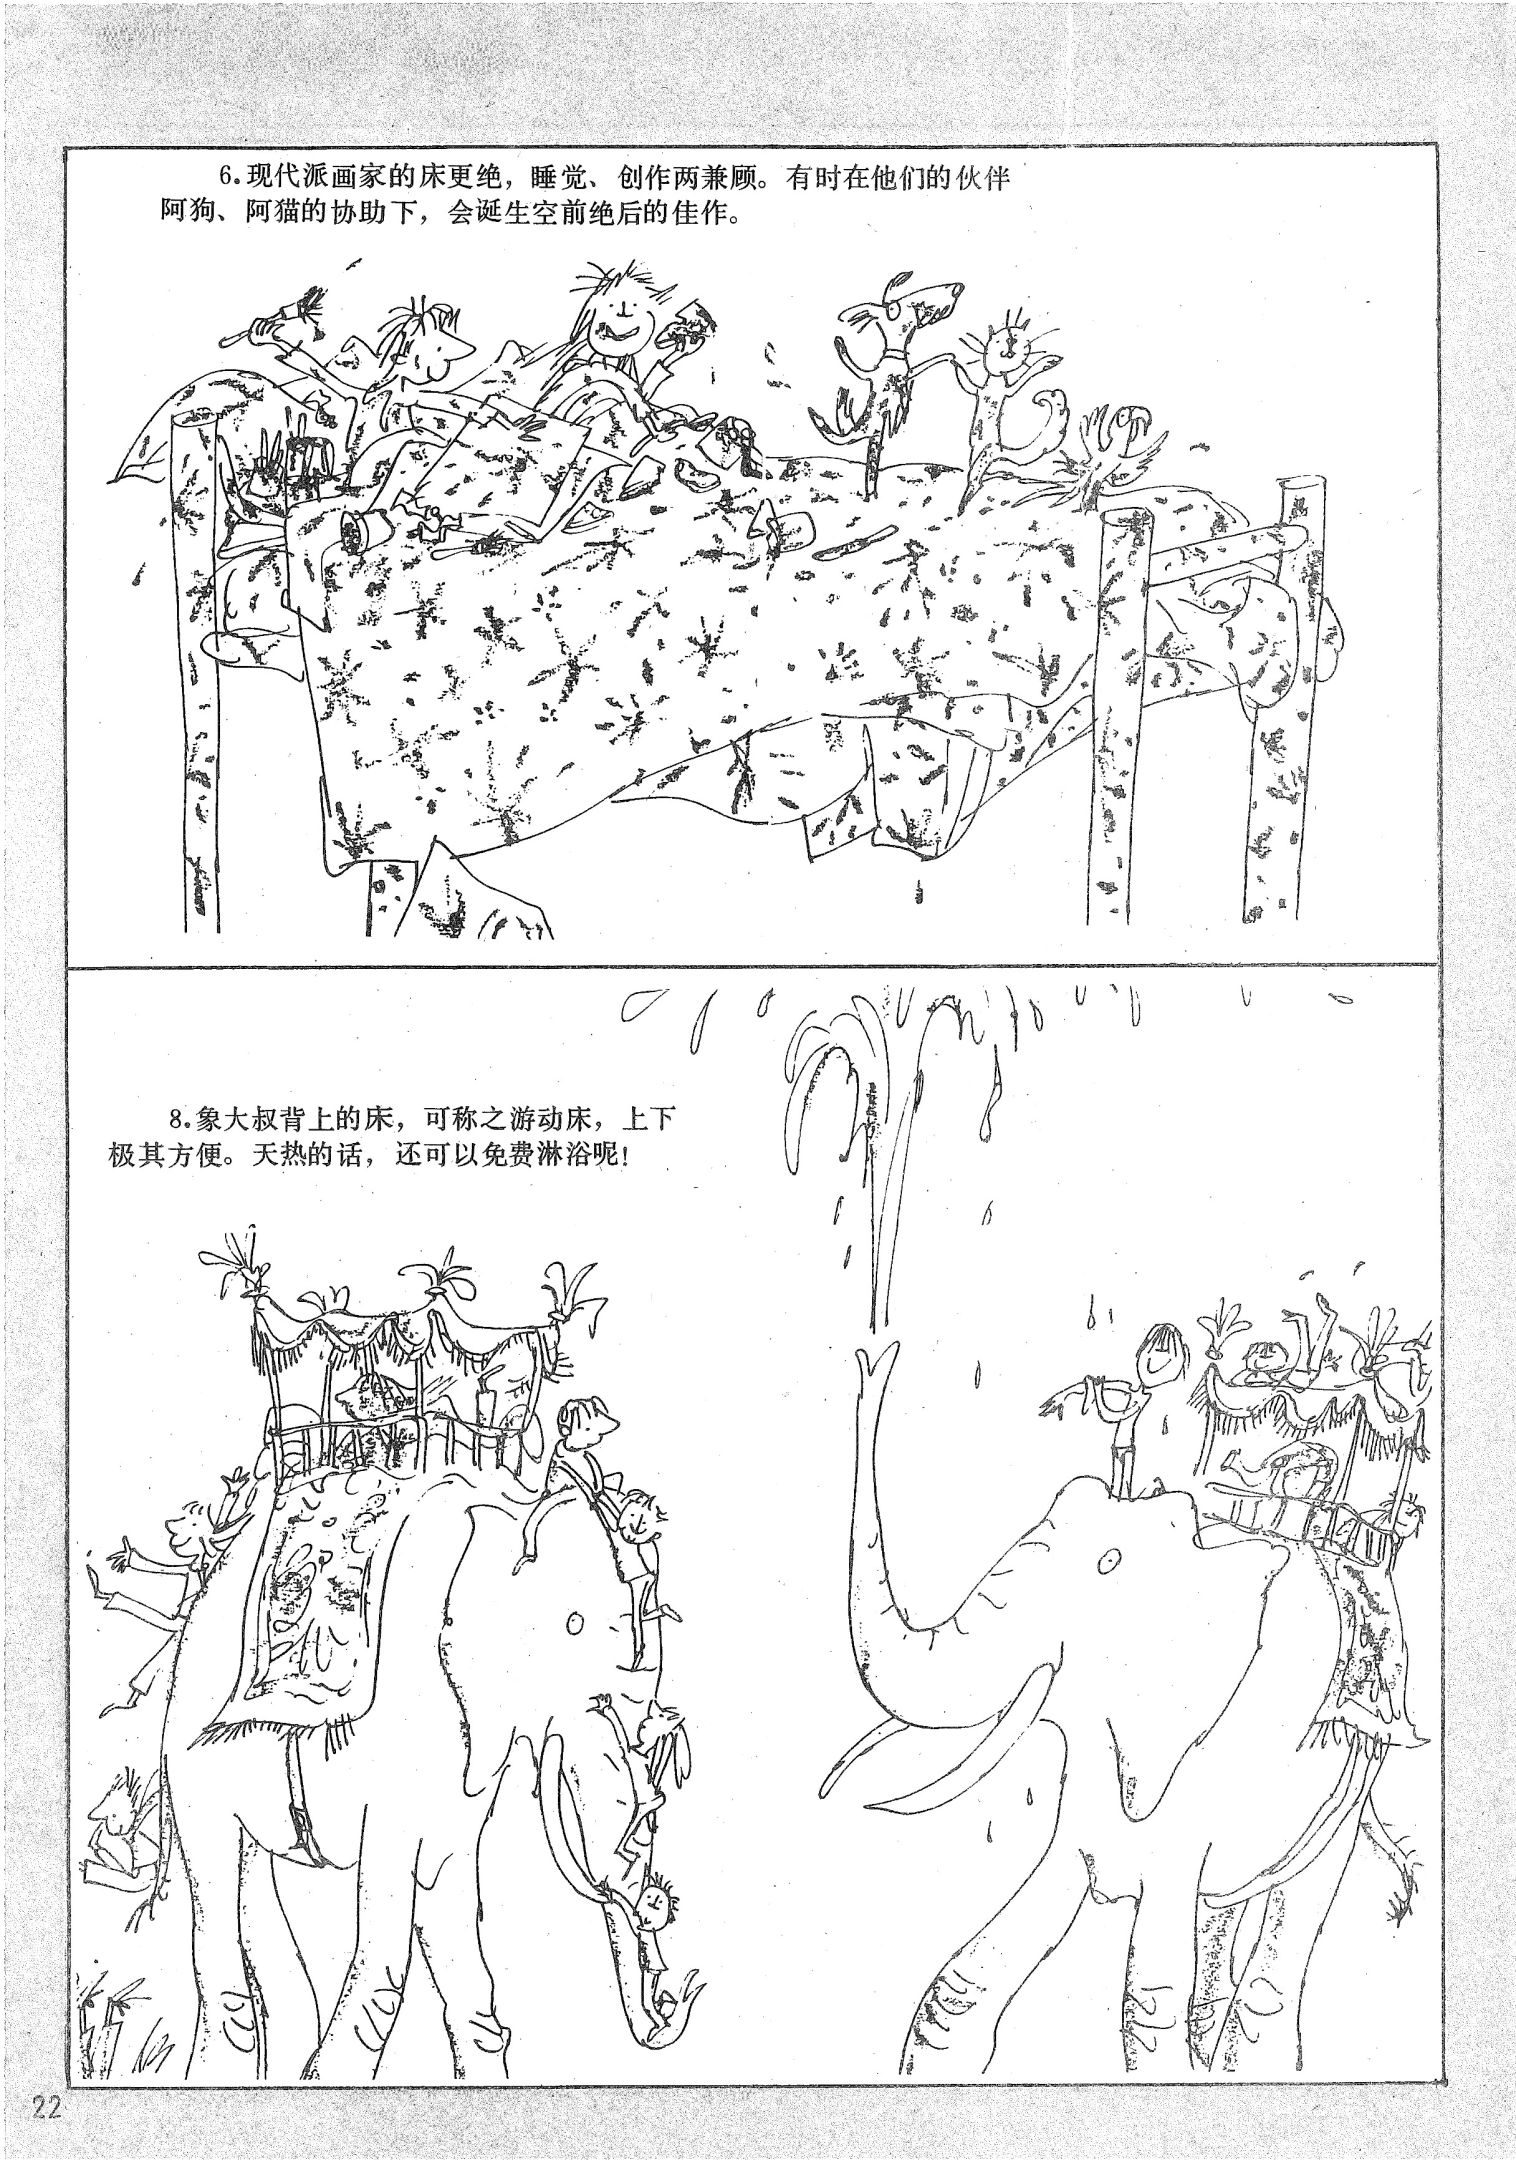 6.现代派画家的床更绝，睡觉、创作两兼顾。有时在他们的伙伴
阿狗、阿猫的协助下，会诞生空前绝后的佳作。
8.象大叔背上的床，可称之游动床，上下
极其方便。天热的话，还可以免费淋浴呢！
22